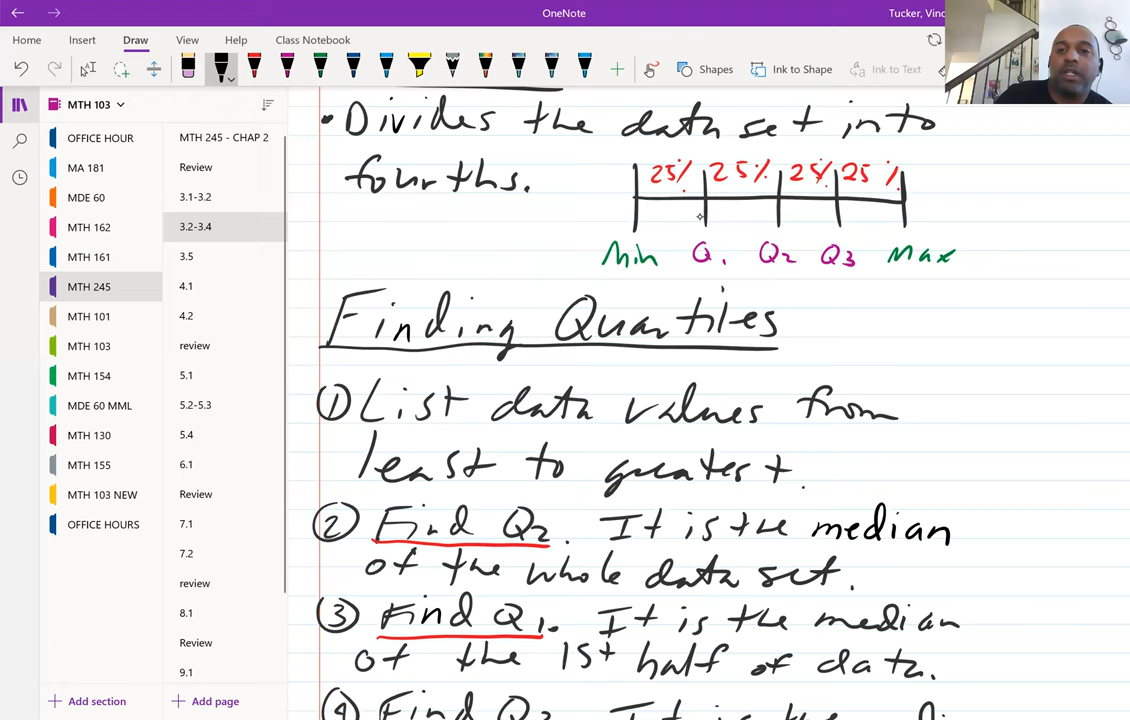 OneNote
Tucker, Vinc
Home Insert Draw View Help Class Notebook
Shapes Ink to Shape Ink to Text
MTH 103
OFFICE HOUR
MA 181
MDE 60
MTH 162
MTH 161
MTH 245
MTH 101
MTH 103
MTH 154
MDE 60 MML
MTH 130
MTH 155
MTH 103 NEW
OFFICE HOURS
Add section
MTH 245 - CHAP 2
Review
3.1-3.2
3.2-3.4
3.5
4.1
4.2
review
5.1
5.2-5.3
5.4
6.1
Review
7.1
7.2
review
8.1
Review
9.1
Add page
• Divides the data set into
fourths.
25% 25% 25% 25%
Min Q1 Q2 Q3 Max
Finding Quartiles
① List data values from
least to greatest.
② Find Q2. It is the median
of the whole data set.
③ Find Q1. It is the median
of the 1st half of data.
④ Find
It is the